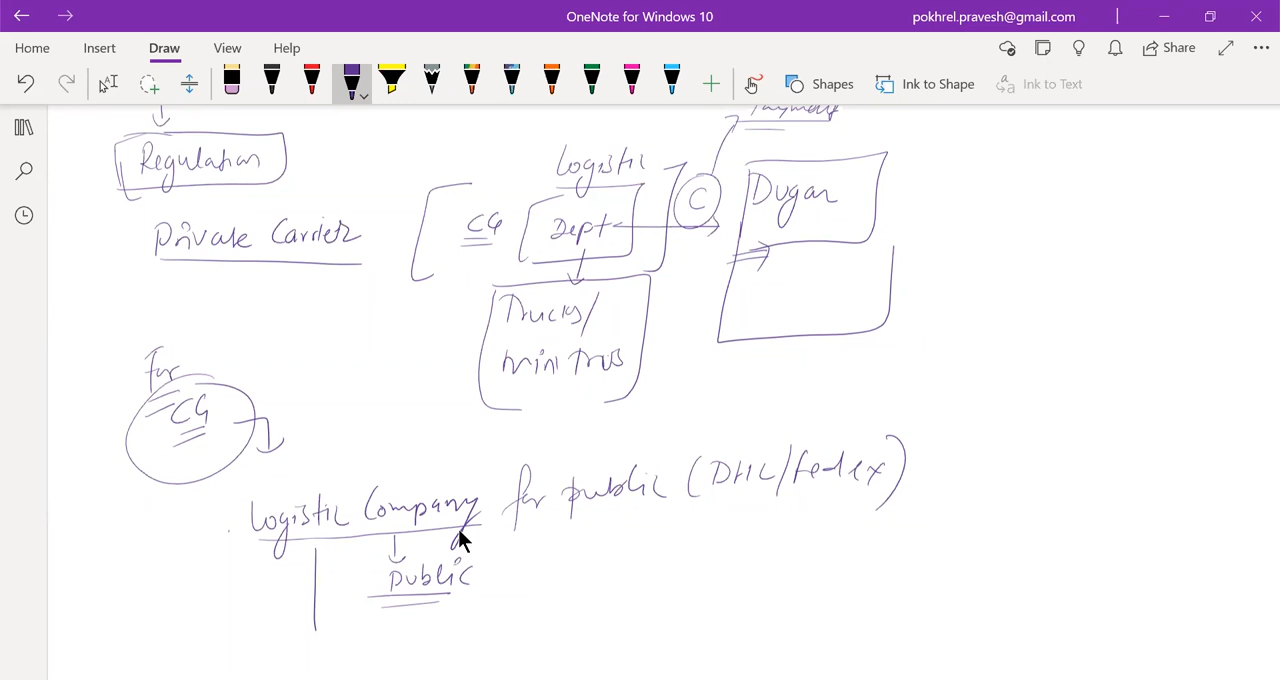 OneNote for Windows 10
pokhrel.pravesh@gmail.com
Home Insert Draw View Help
Share
Shapes
Ink to Shape
Ink to Text
Payment
Regulation
Logistic
C
Dugar
Private Carrier
CG
Dept
Trucks/
mini
For
CG
Logistic Company for public (DHL/Fedex)
public